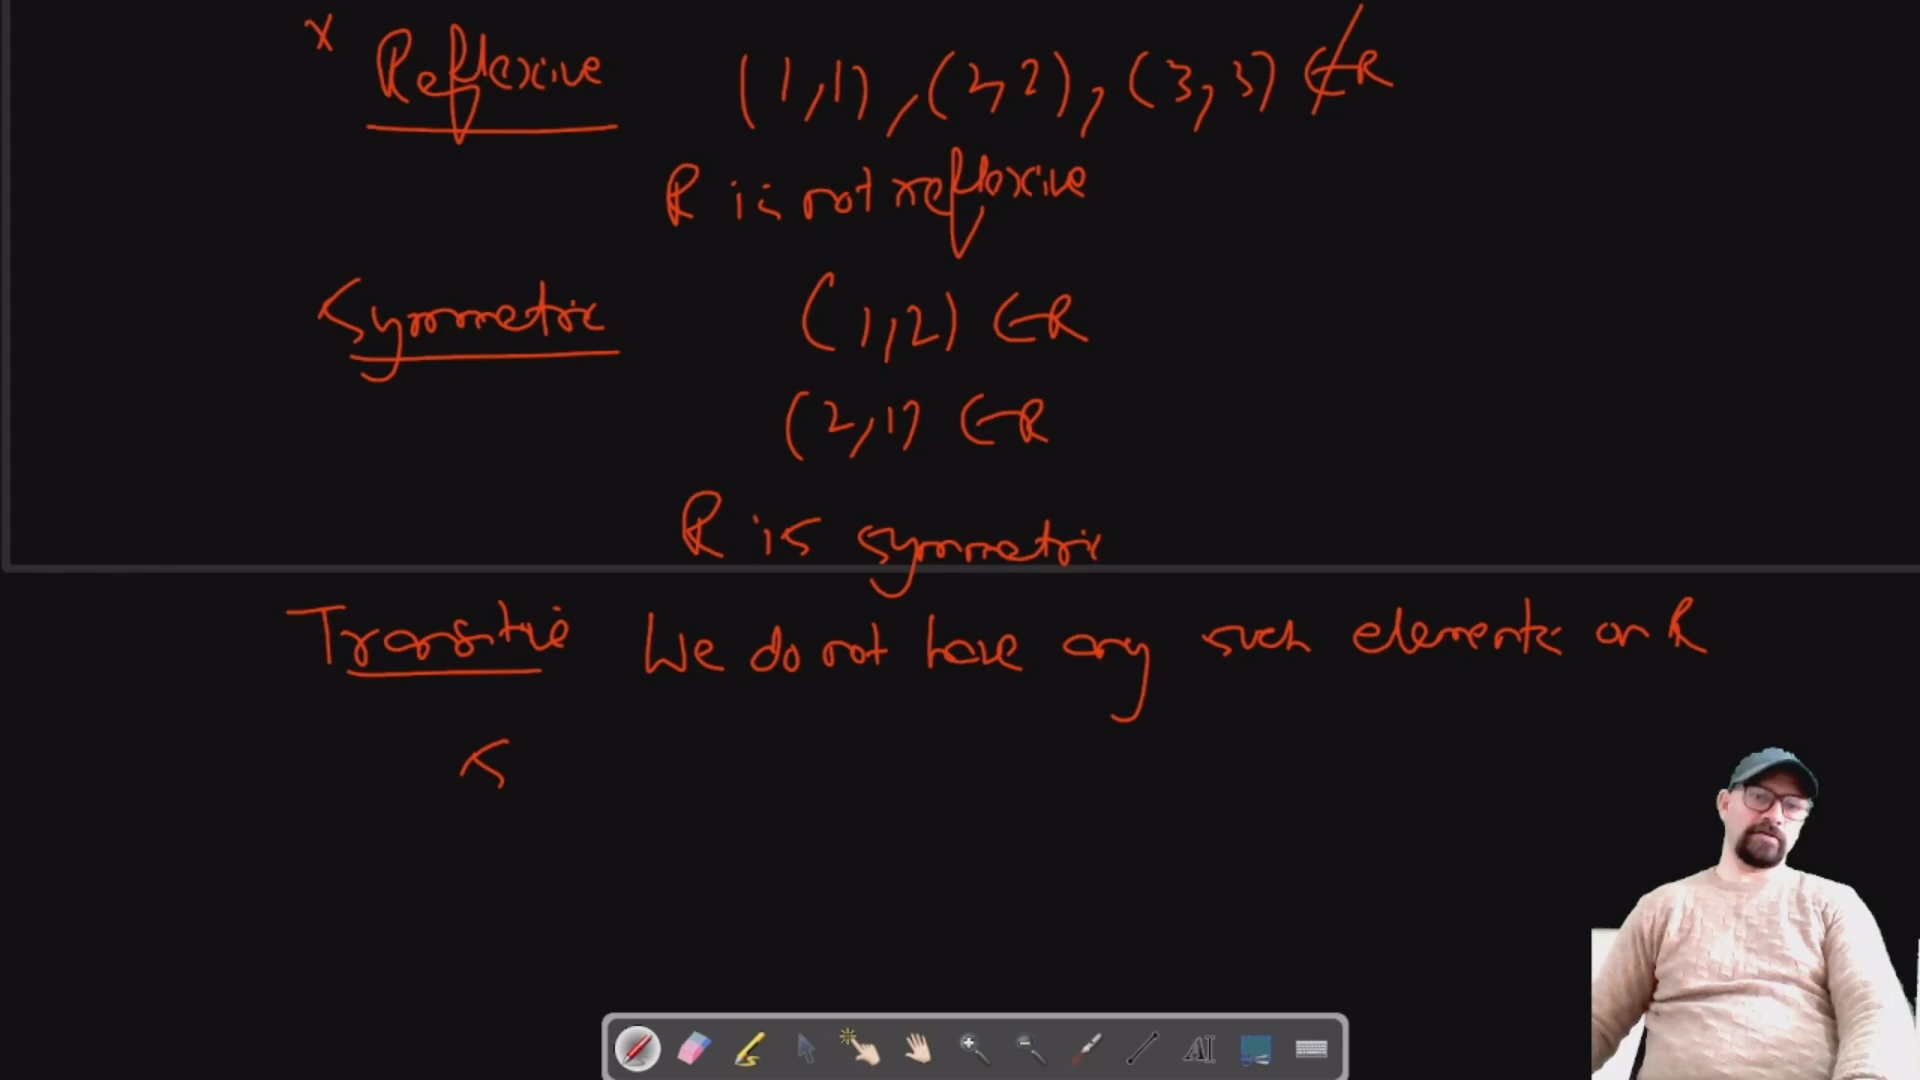 x Reflexive (1,1), (2,2), (3,3) ∉ R
R is not reflexive
Symmetric (1,2) ∈ R
(2,1) ∈ R
R is symmetric
Transitive We do not have any such elements on R
S
AI